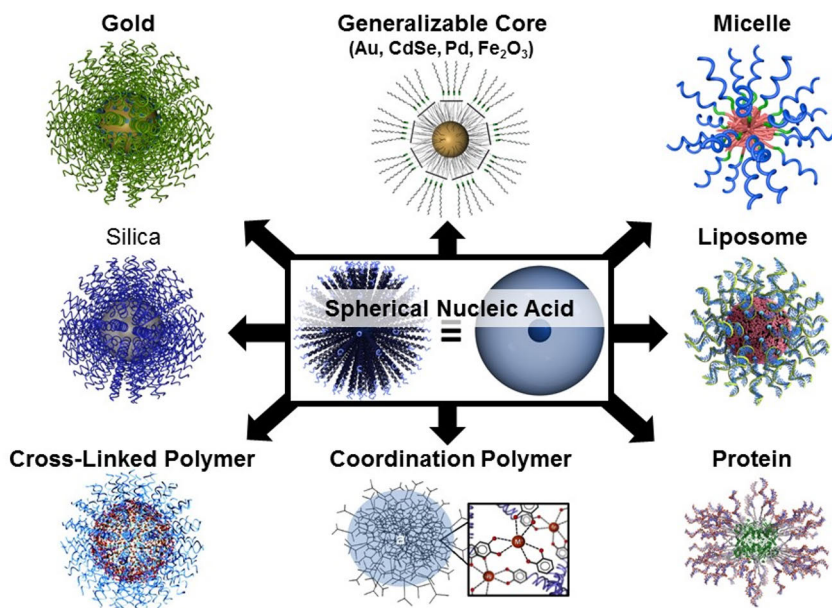 Gold
Generalizable Core
(Au, CdSe, Pd, Fe₂O₃)
Micelle
Silica
Spherical Nucleic Acid
=
Liposome
Cross-Linked Polymer
Coordination Polymer
Protein